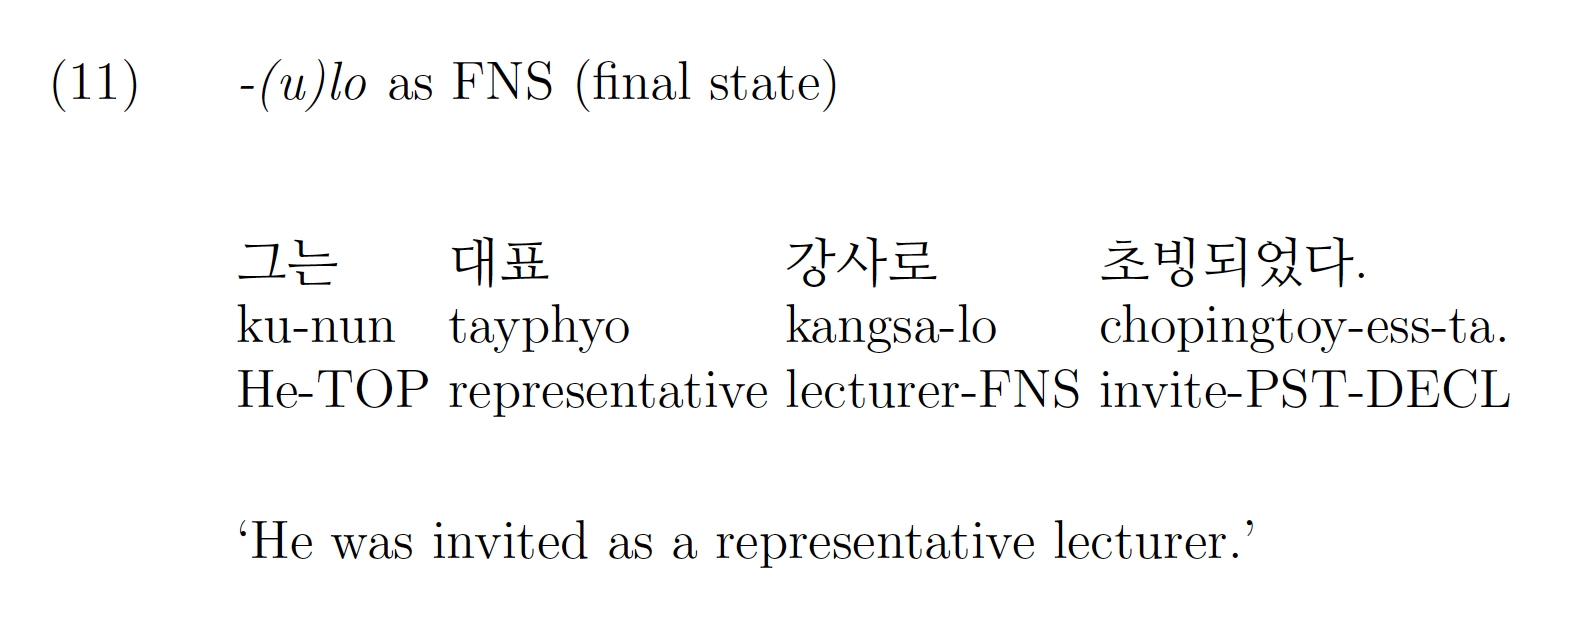 (11) -(u)lo as FNS (final state)
그는 대표 강사로 초빙되었다.
ku-nun tayphyo kangsa-lo chopingtoy-ess-ta.
He-TOP representative lecturer-FNS invite-PST-DECL
‘He was invited as a representative lecturer.’